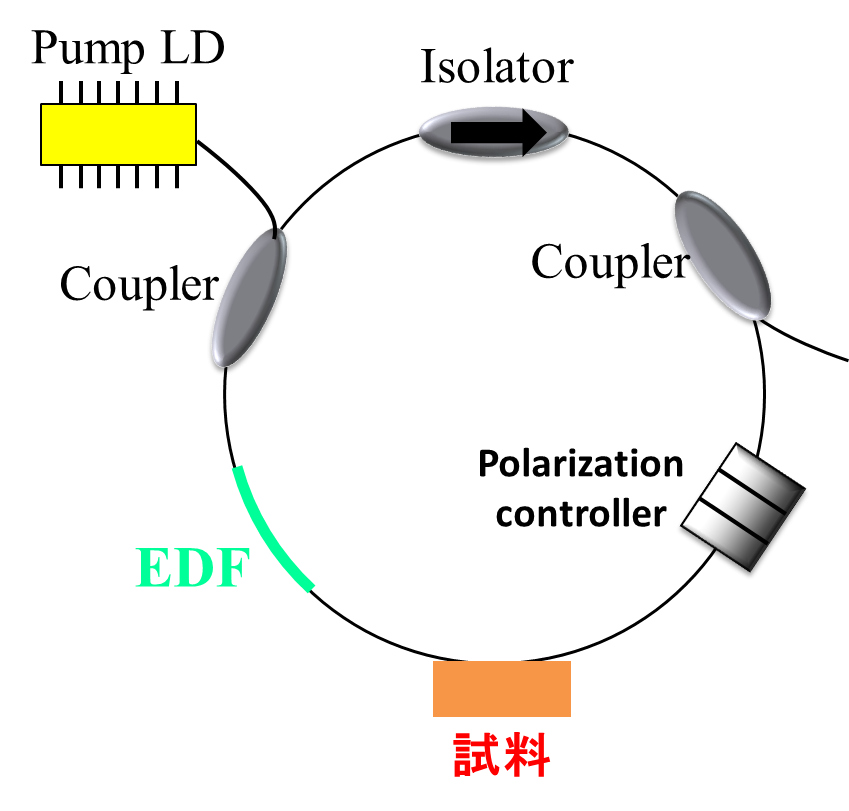 Pump LD
Isolator
Coupler
Coupler
Polarization
controller
EDF
試料